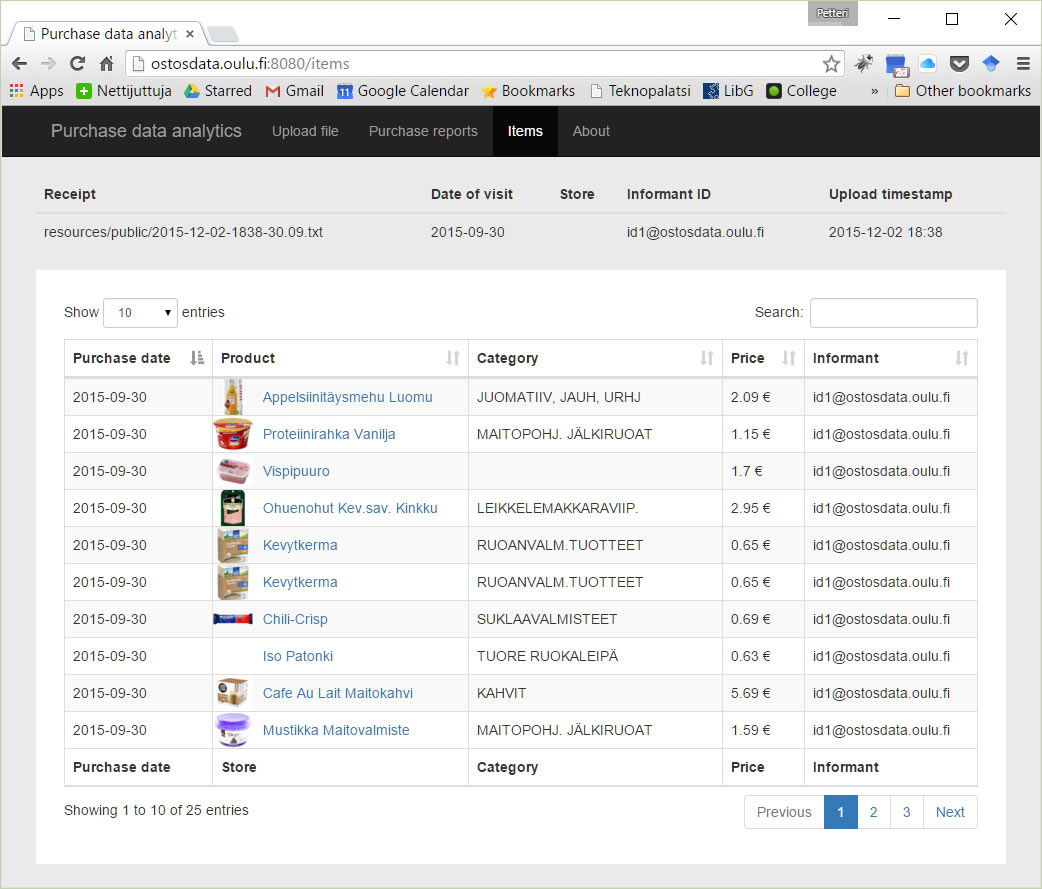 Petteri
Purchase data analyt
ostosdata.oulu.fi:8080/items
Apps Nettijuttuja Starred Gmail 11 Google Calendar Bookmarks Teknopalatsi LibG College » Other bookmarks
Purchase data analytics Upload file Purchase reports Items About
Receipt Date of visit Store Informant ID Upload timestamp
resources/public/2015-12-02-1838-30.09.txt 2015-09-30 id1@ostosdata.oulu.fi 2015-12-02 18:38
Show 10 entries Search:
Purchase date Product Category Price Informant
2015-09-30 Appelsiinitäysmehu Luomu JUOMATIIV, JAUH, URHJ 2.09 € id1@ostosdata.oulu.fi
2015-09-30 Proteiinirahka Vanilja MAITOPOHJ. JÄLKIRUOAT 1.15 € id1@ostosdata.oulu.fi
2015-09-30 Vispipuuro 1.7 € id1@ostosdata.oulu.fi
2015-09-30 Ohuenohut Kev.sav. Kinkku LEIKKELEMAKKARAVIIP. 2.95 € id1@ostosdata.oulu.fi
2015-09-30 Kevytkerma RUOANVALM.TUOTTEET 0.65 € id1@ostosdata.oulu.fi
2015-09-30 Kevytkerma RUOANVALM.TUOTTEET 0.65 € id1@ostosdata.oulu.fi
2015-09-30 Chili-Crisp SUKLAAVALMISTEET 0.69 € id1@ostosdata.oulu.fi
2015-09-30 Iso Patonki TUORE RUOKALEIPÄ 0.63 € id1@ostosdata.oulu.fi
2015-09-30 Cafe Au Lait Maitokahvi KAHVIT 5.69 € id1@ostosdata.oulu.fi
2015-09-30 Mustikka Maitovalmiste MAITOPOHJ. JÄLKIRUOAT 1.59 € id1@ostosdata.oulu.fi
Purchase date Store Category Price Informant
Showing 1 to 10 of 25 entries Previous 1 2 3 Next